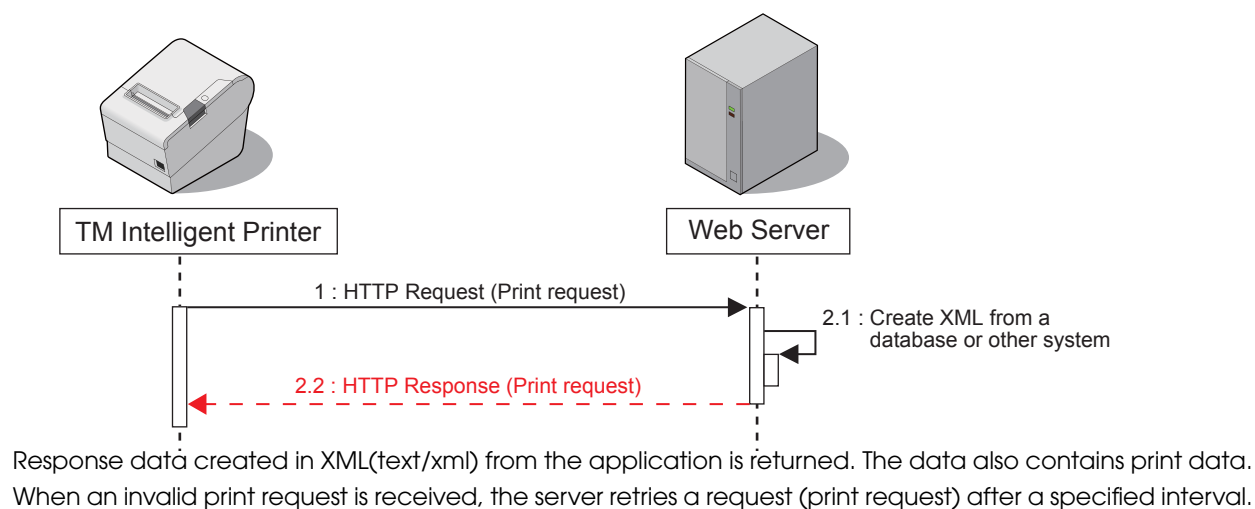 TM Intelligent Printer
Web Server
1 : HTTP Request (Print request)
2.1 : Create XML from a
database or other system
2.2 : HTTP Response (Print request)
Response data created in XML(text/xml) from the application is returned. The data also contains print data.
When an invalid print request is received, the server retries a request (print request) after a specified interval.